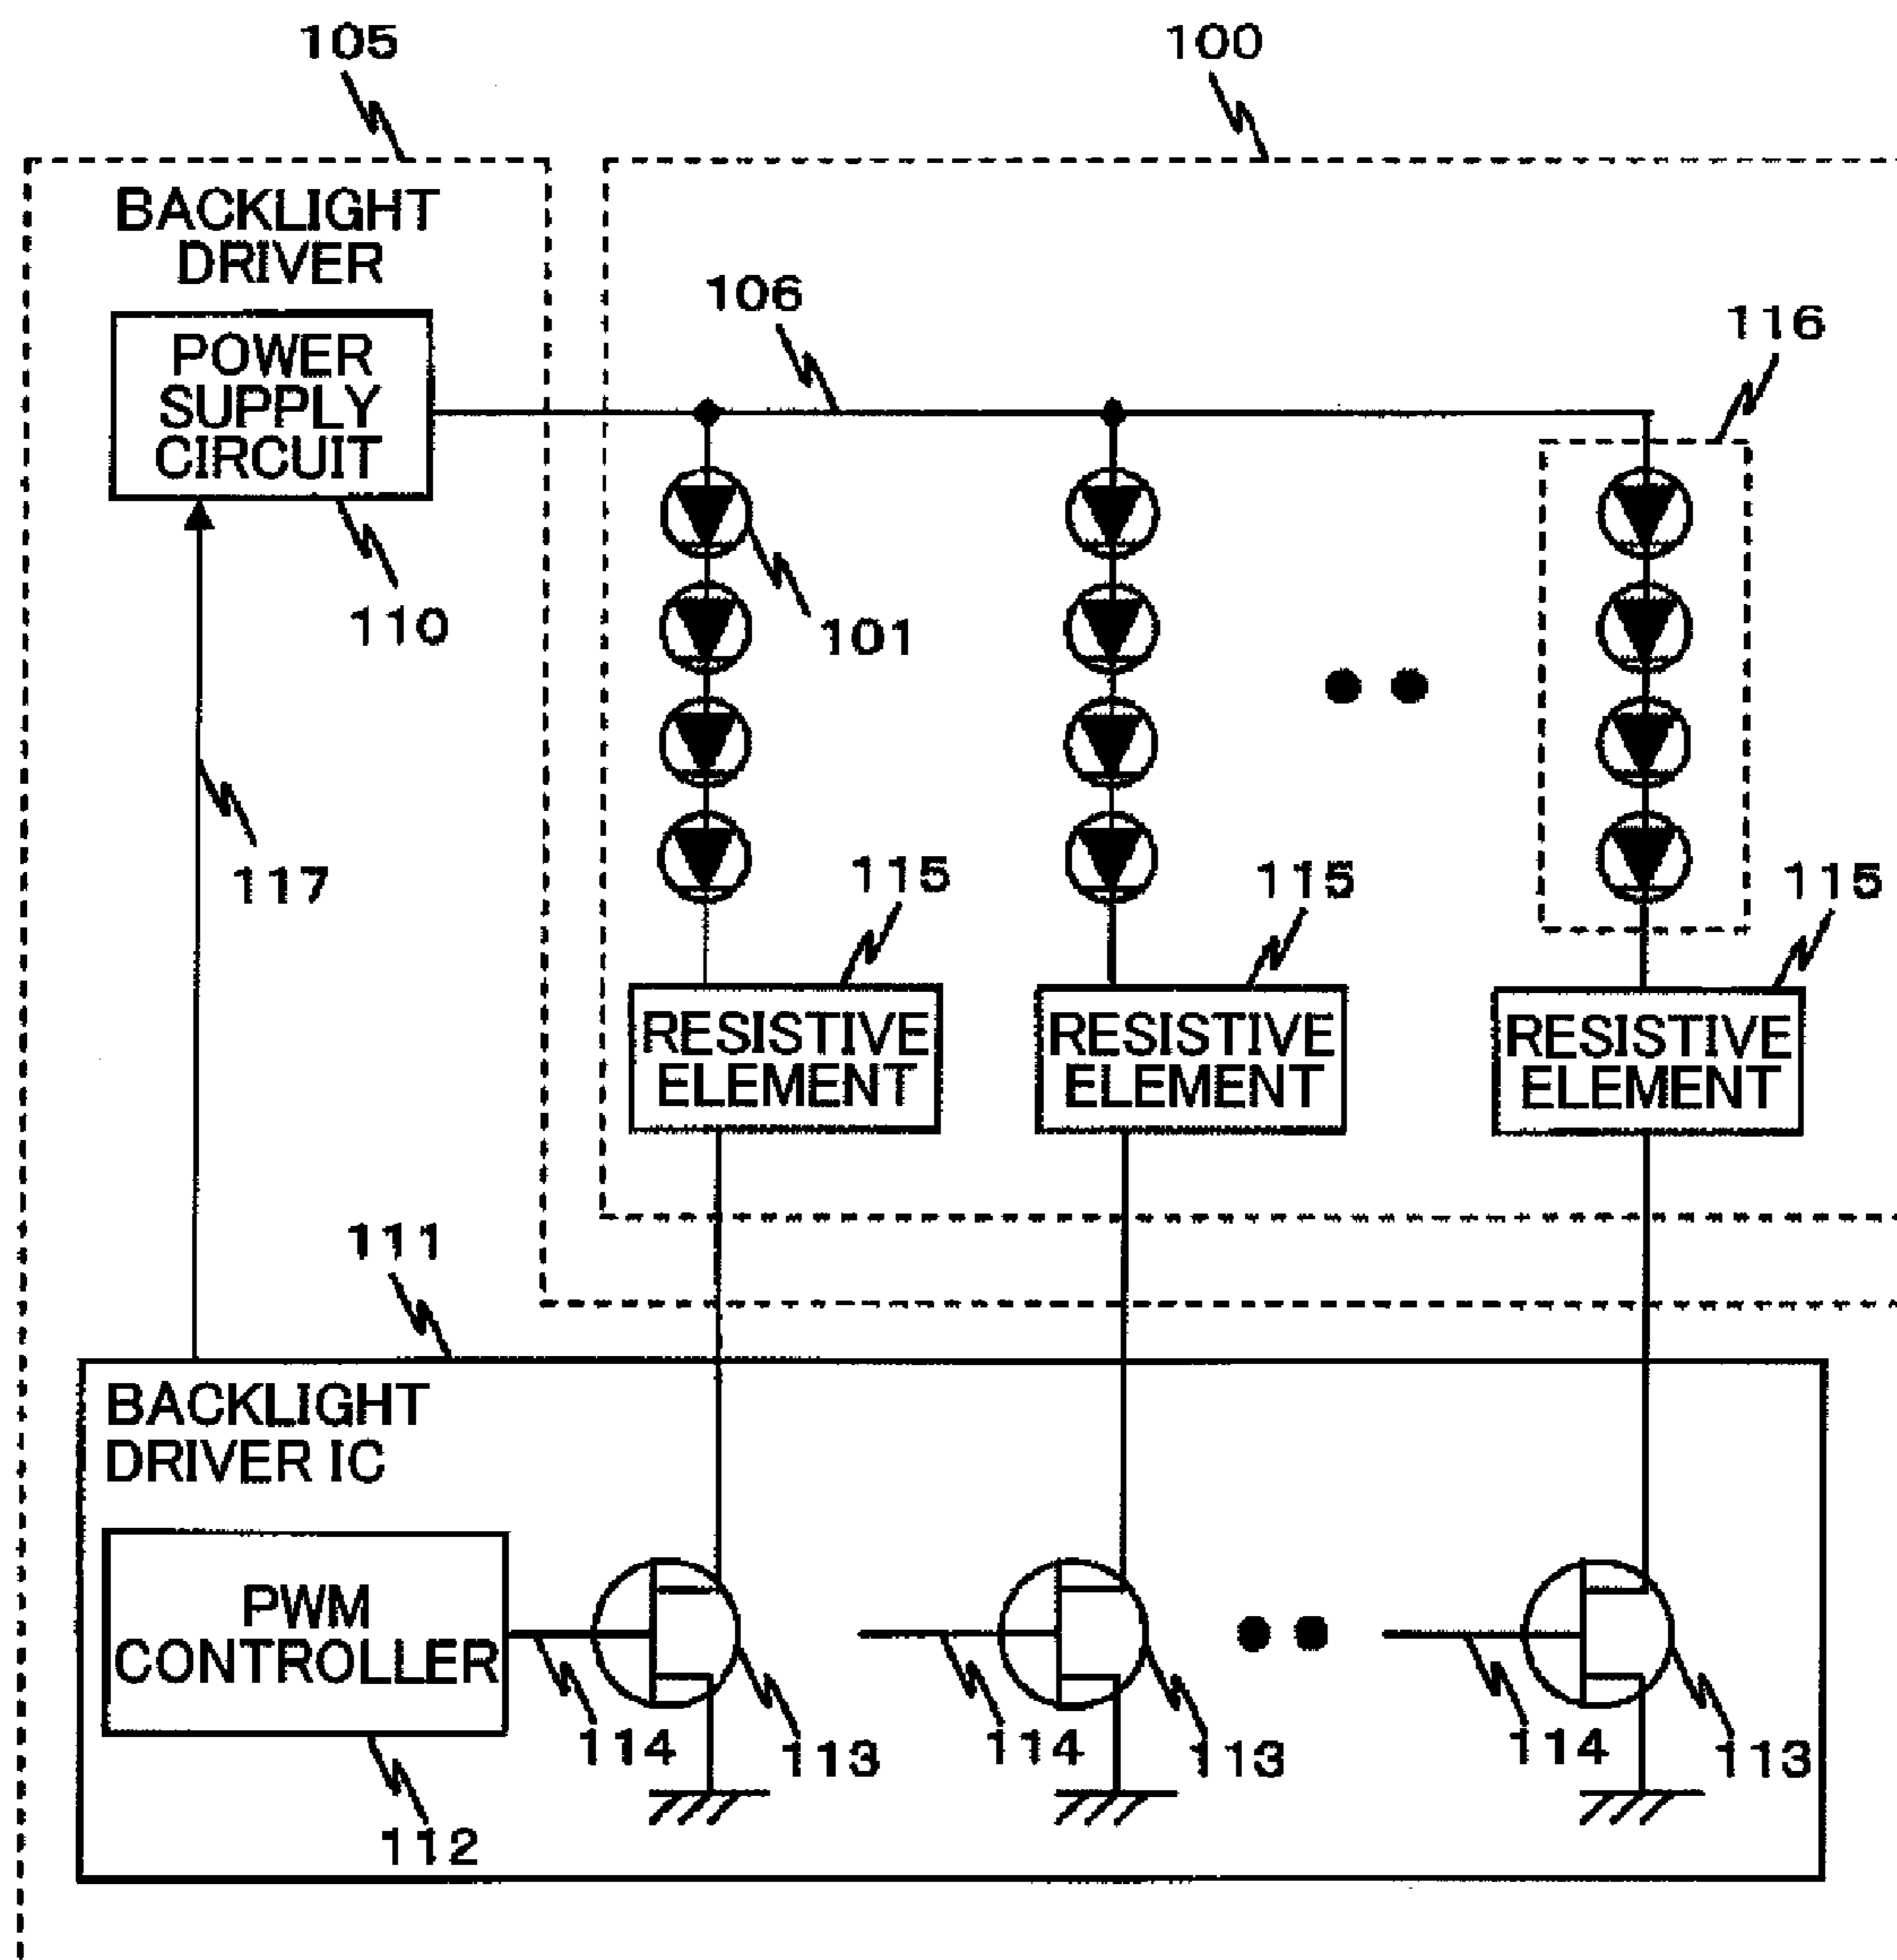 105
100
BACKLIGHT
DRIVER
106
116
POWER
SUPPLY
CIRCUIT
110
101
117
115
115
115
RESISTIVE
ELEMENT
RESISTIVE
ELEMENT
RESISTIVE
ELEMENT
111
BACKLIGHT
DRIVER IC
PWM
CONTROLLER
114
113
114
113
114
113
112